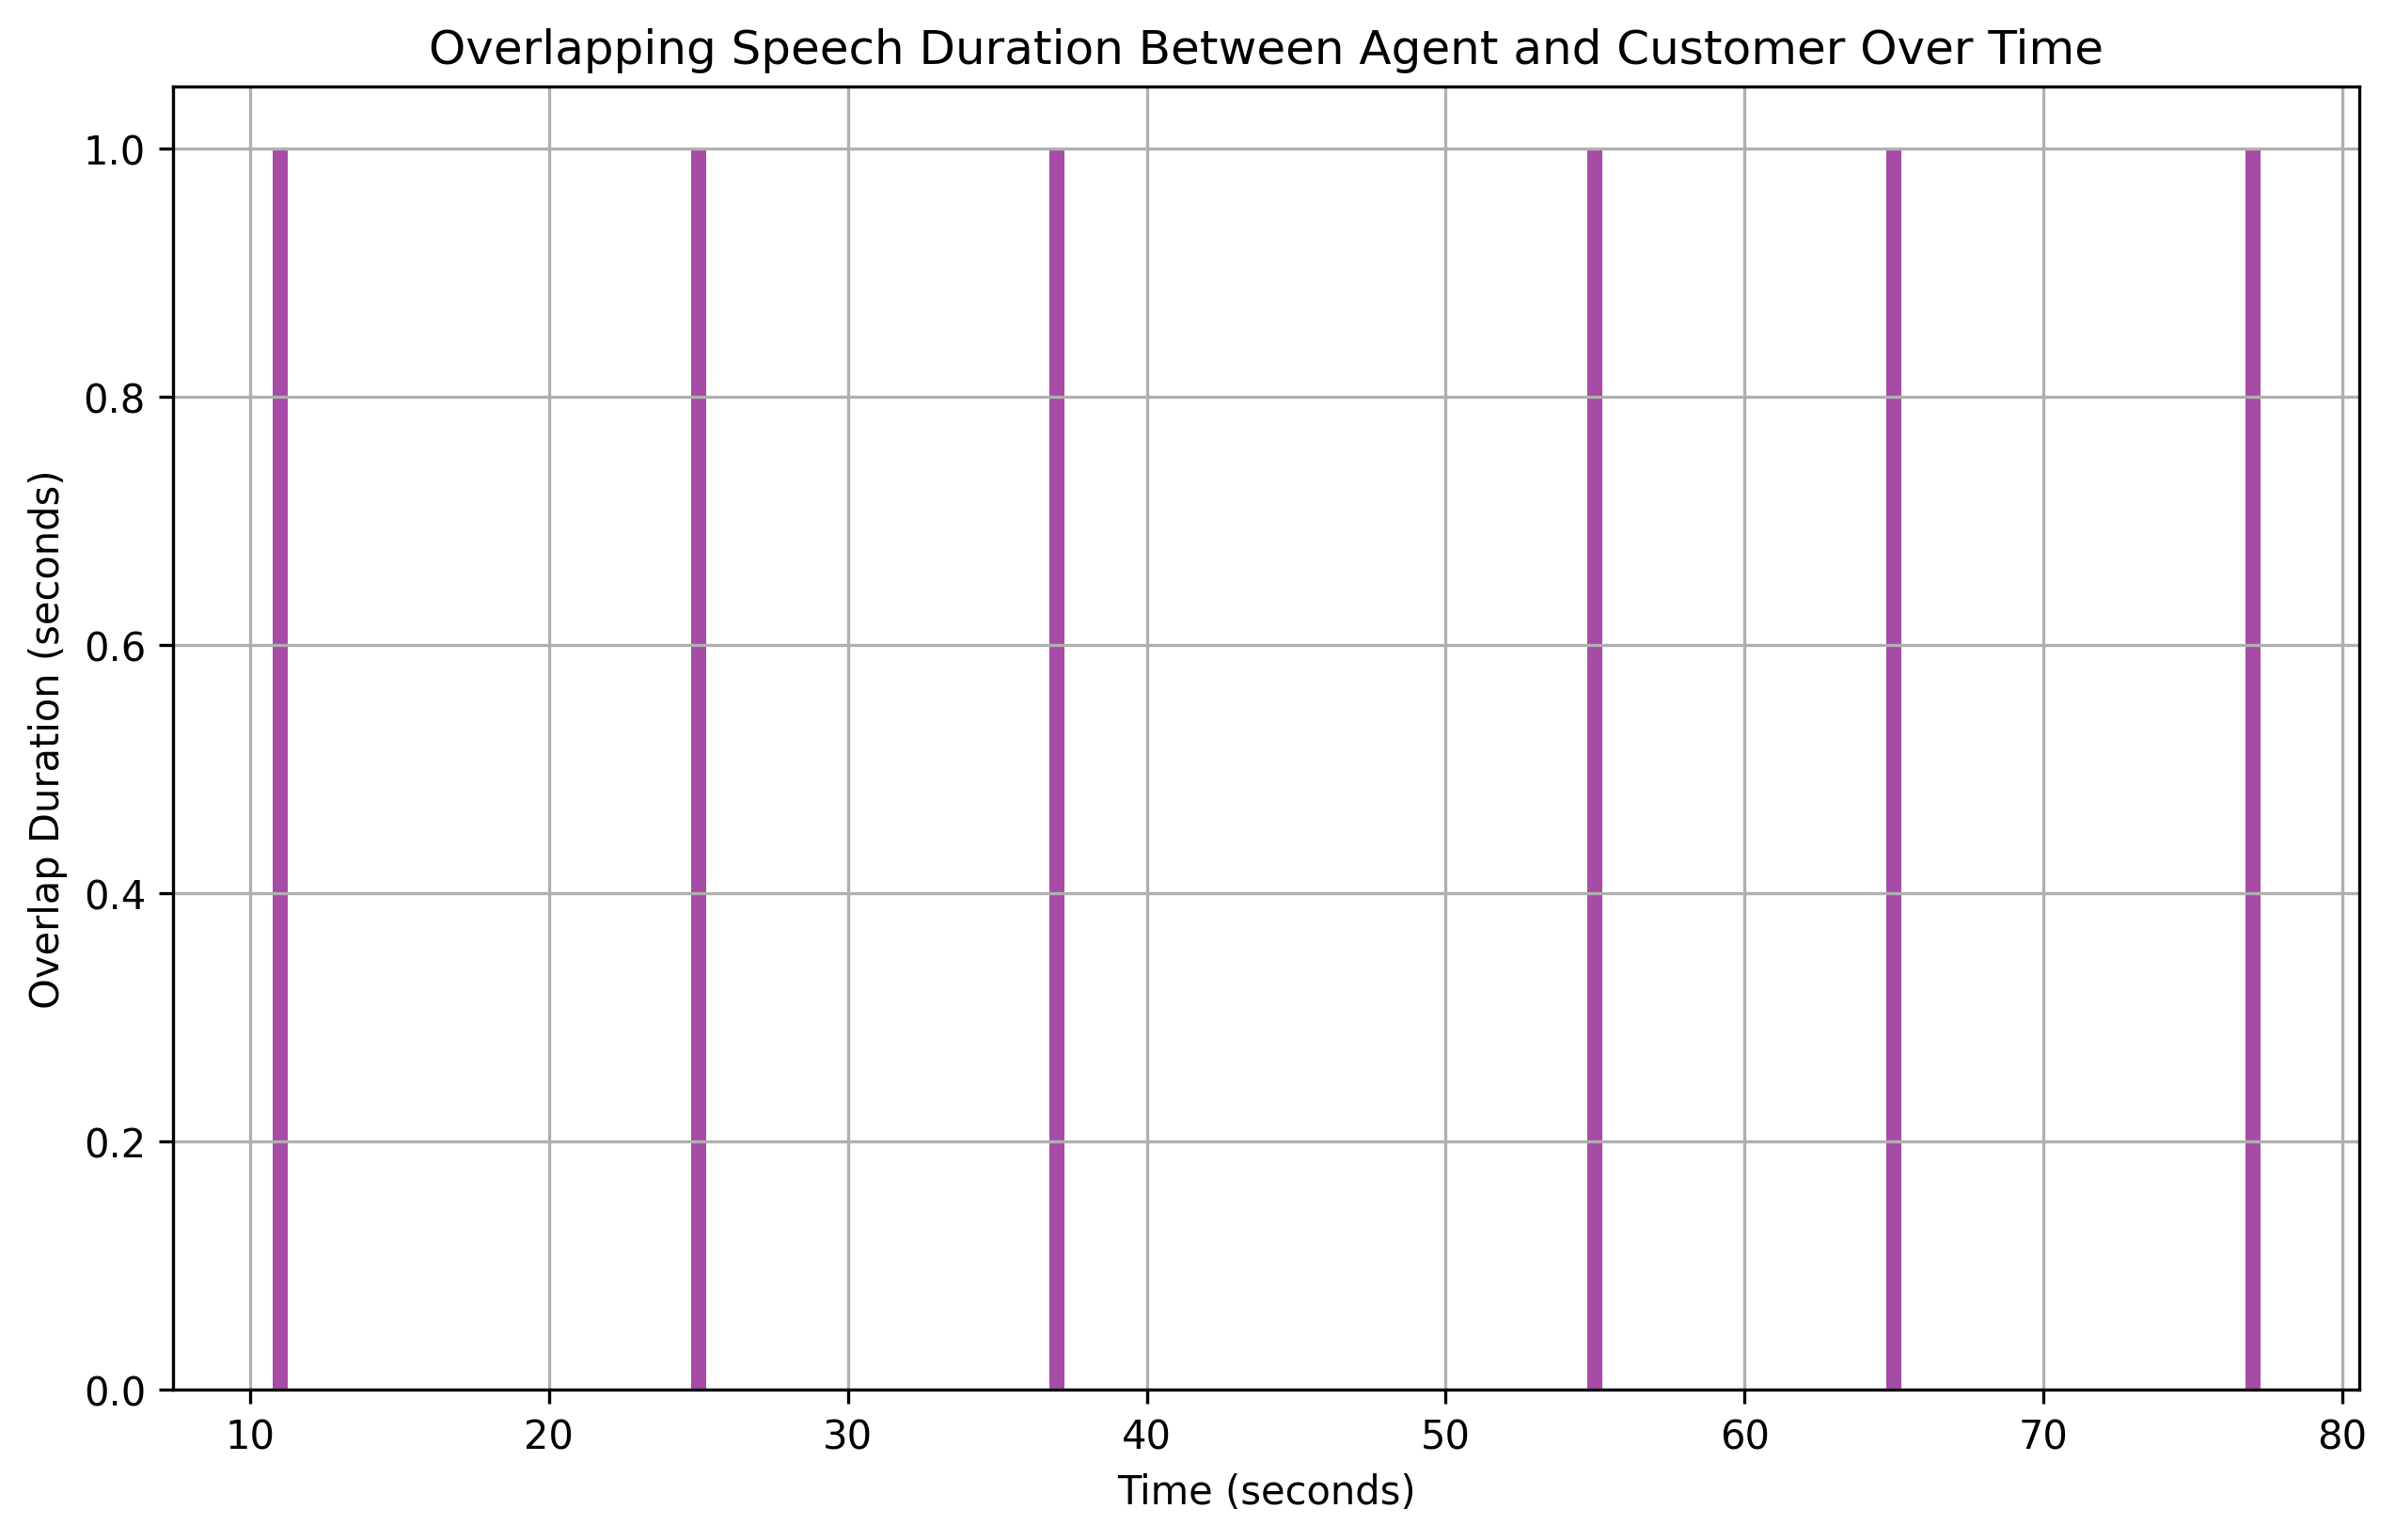 Overlapping Speech Duration Between Agent and Customer Over Time
Overlap Duration (seconds)
1.0
0.8
0.6
0.4
0.2
0.0
10 20 30 40 50 60 70 80
Time (seconds)